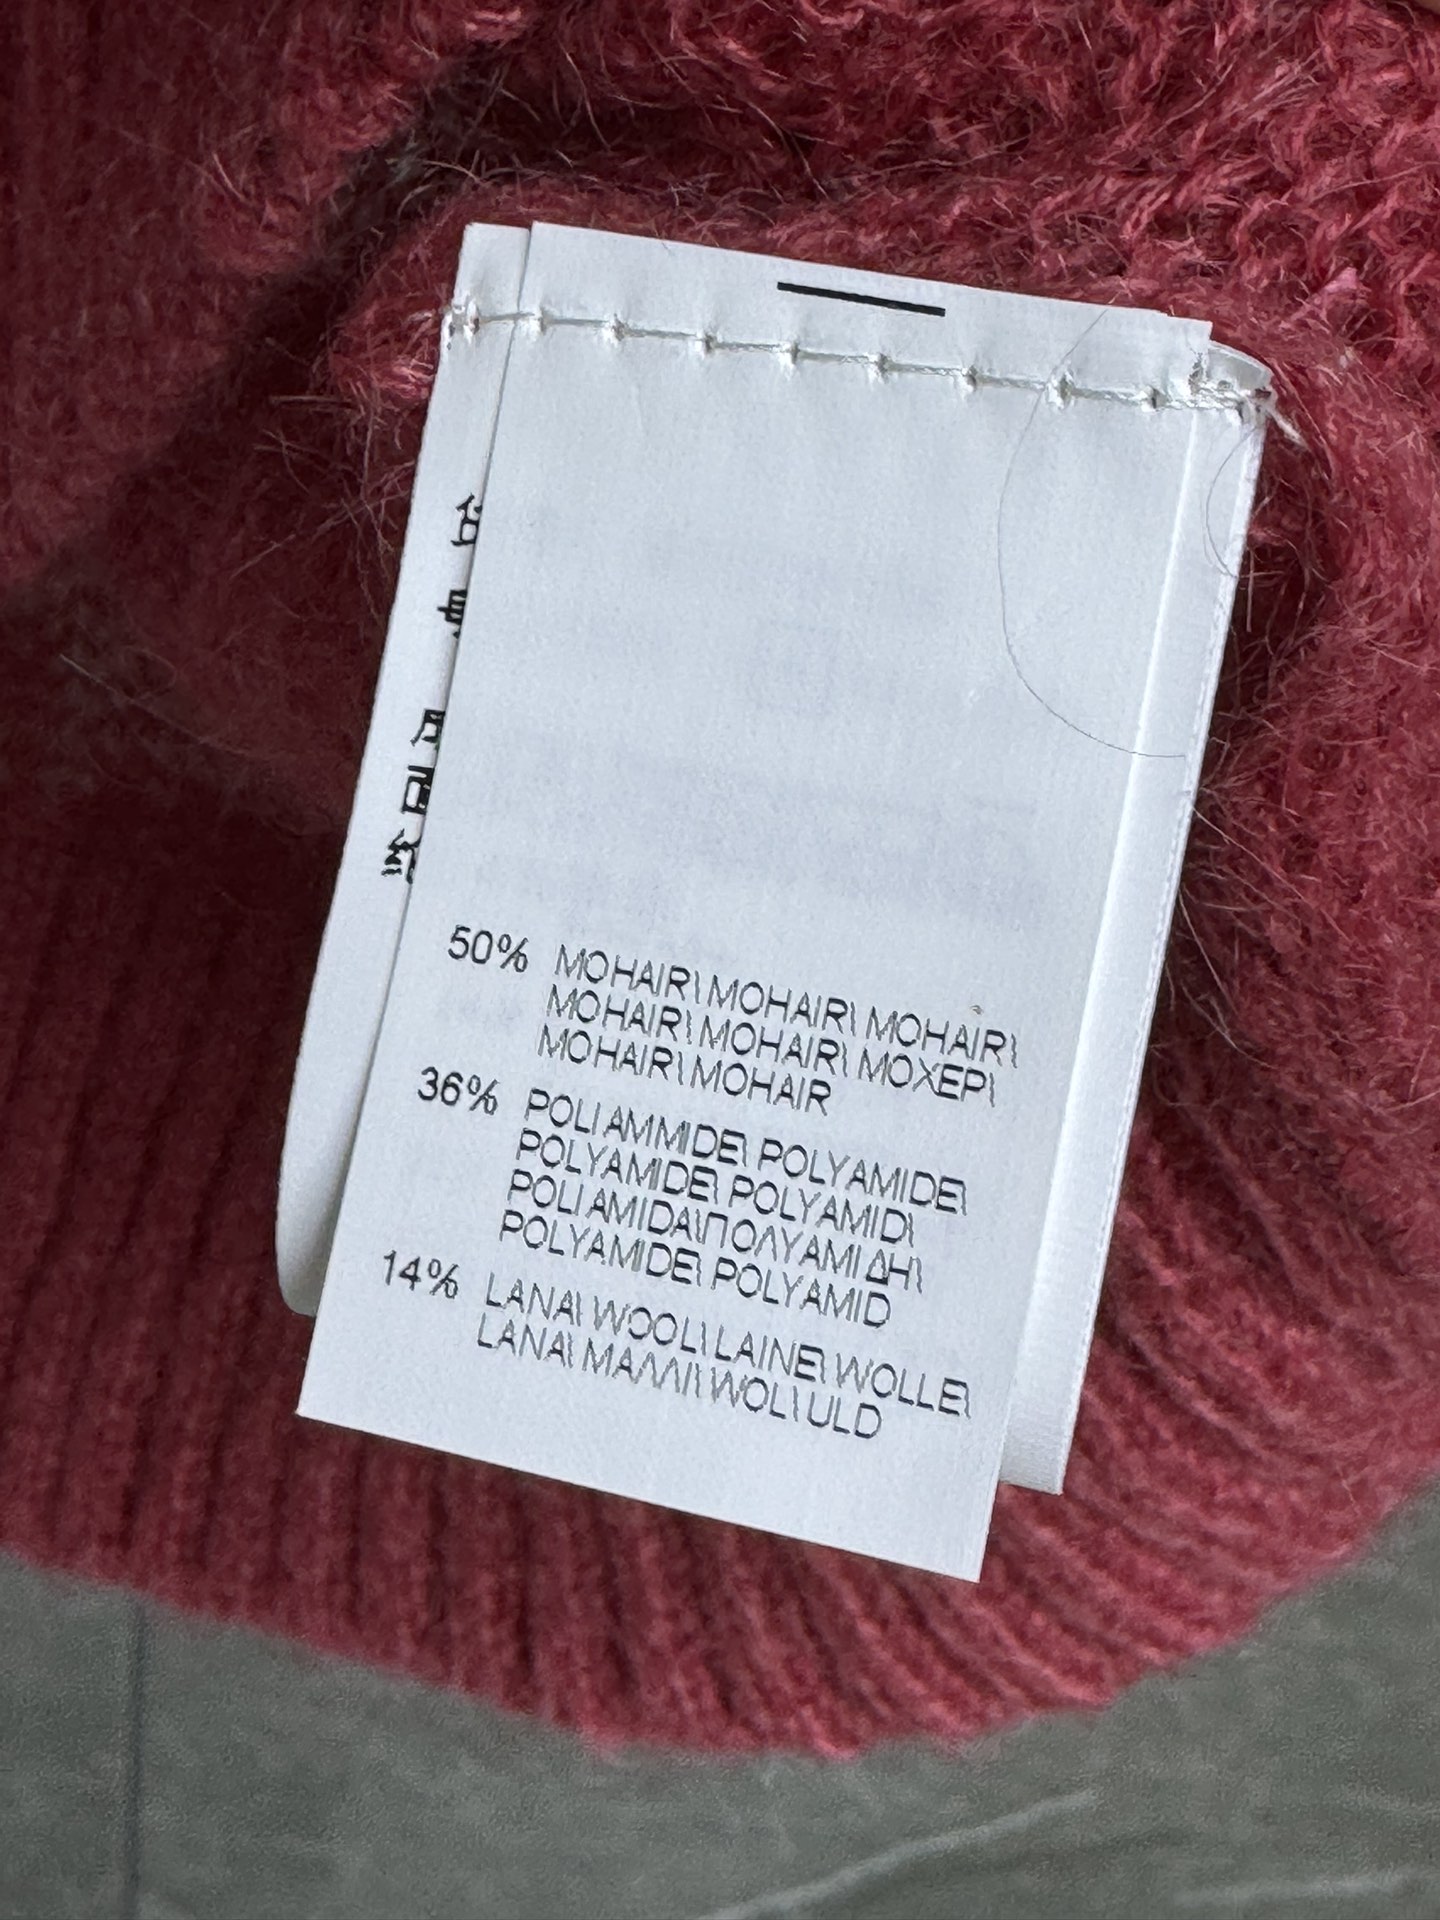 50% MOHAIR\ MOHAIR\ MOHAIR\
MOHAIR\ MOHAIR\ ΜΟΧΕΡ\
MOHAIR\ MOHAIR
36% POLIAMMIDE\ POLYAMIDE\
POLYAMIDE\ POLYAMID\
POLIAMIDA\ΠΟΛΥΑΜΙΔΗ\
POLYAMIDE\ POLYAMID
14% LANA\ WOOL\ LAINE\ WOLLE\
LANA\ ΜΑΛΛΙ\ WOL\ ULD